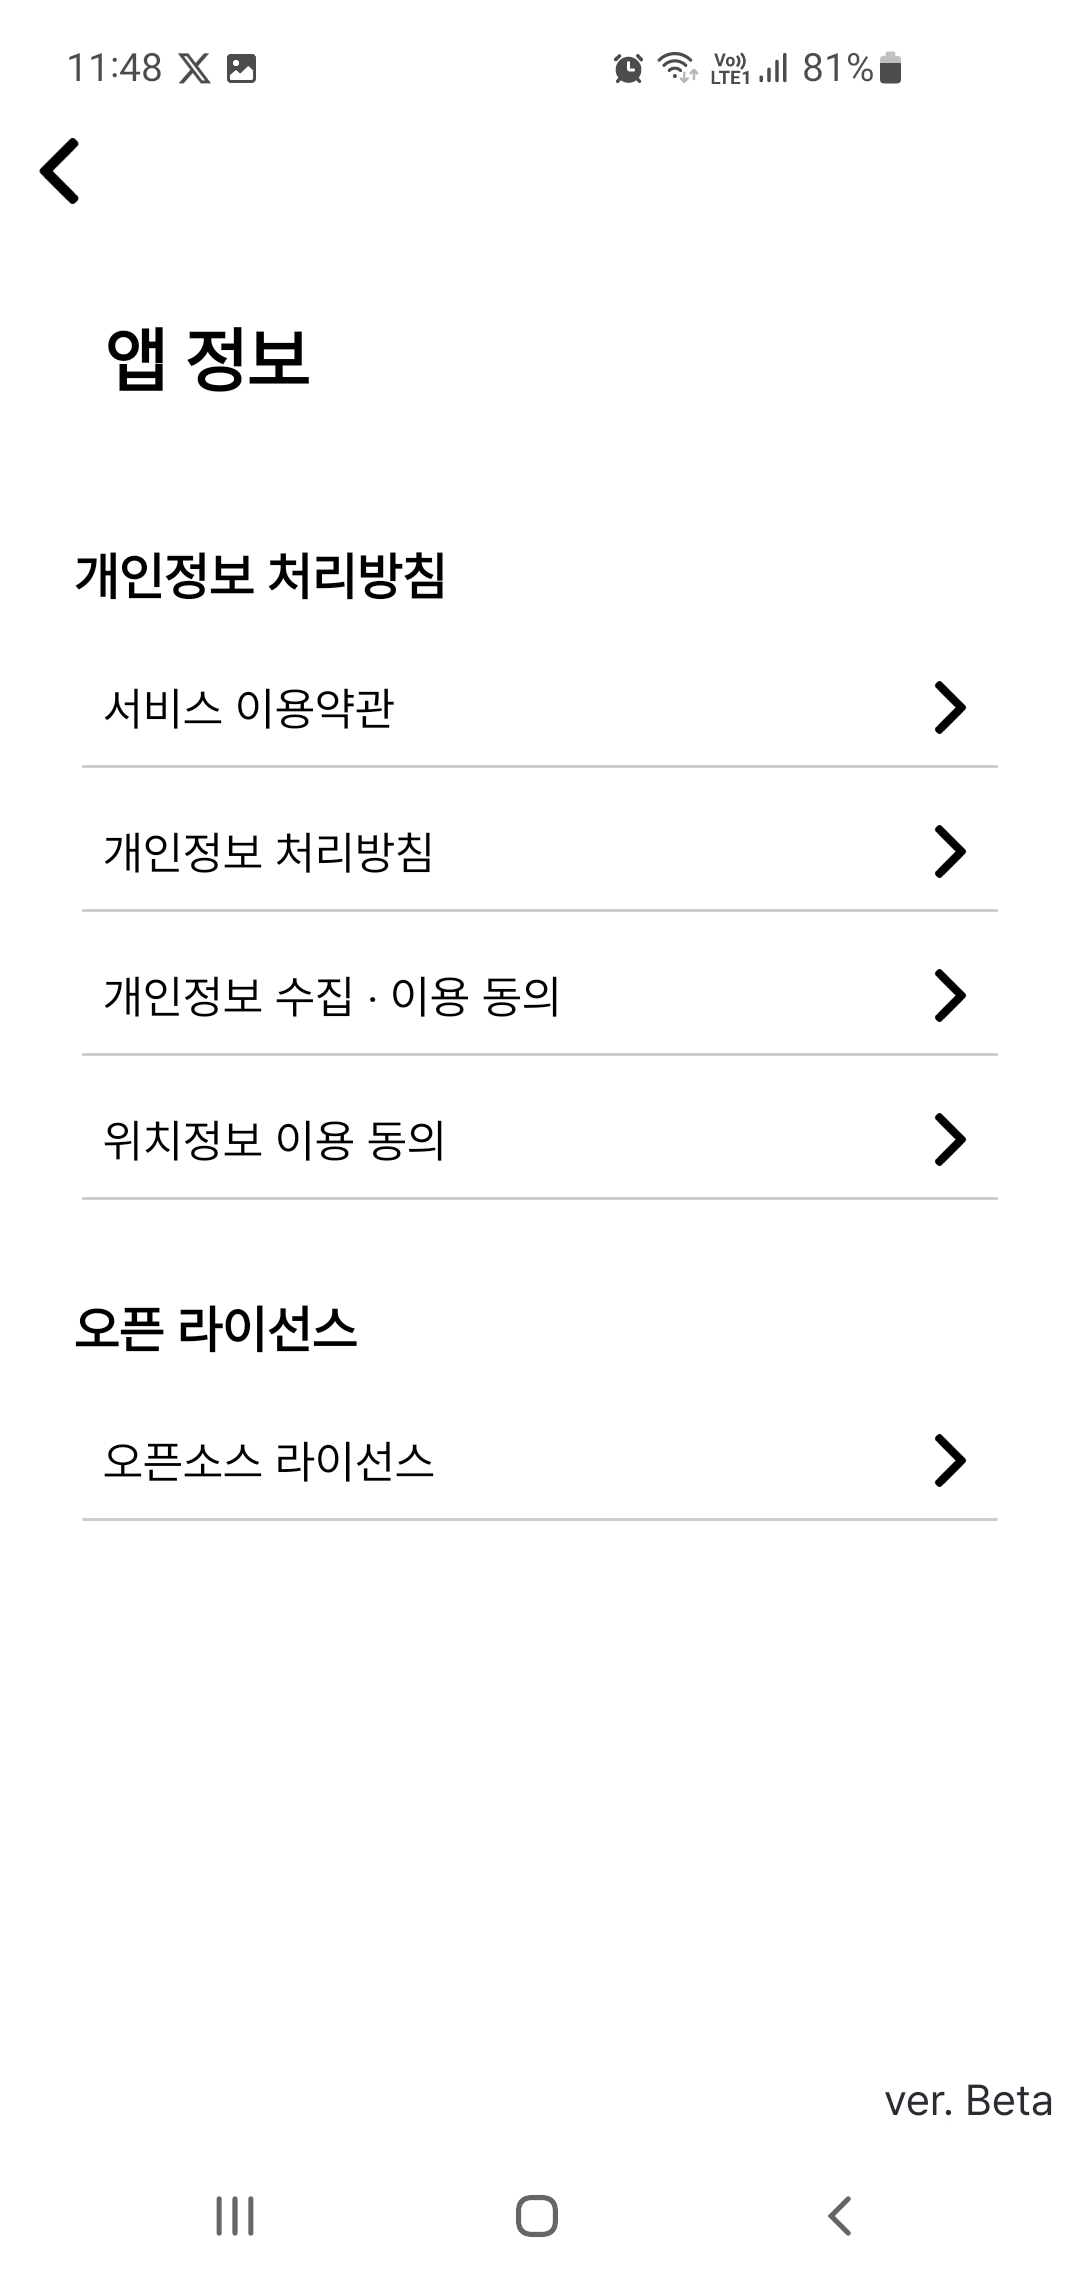 11:48
Vo)) LTE1 81%
앱 정보
개인정보 처리방침
서비스 이용약관
개인정보 처리방침
개인정보 수집 · 이용 동의
위치정보 이용 동의
오픈 라이선스
오픈소스 라이선스
ver. Beta